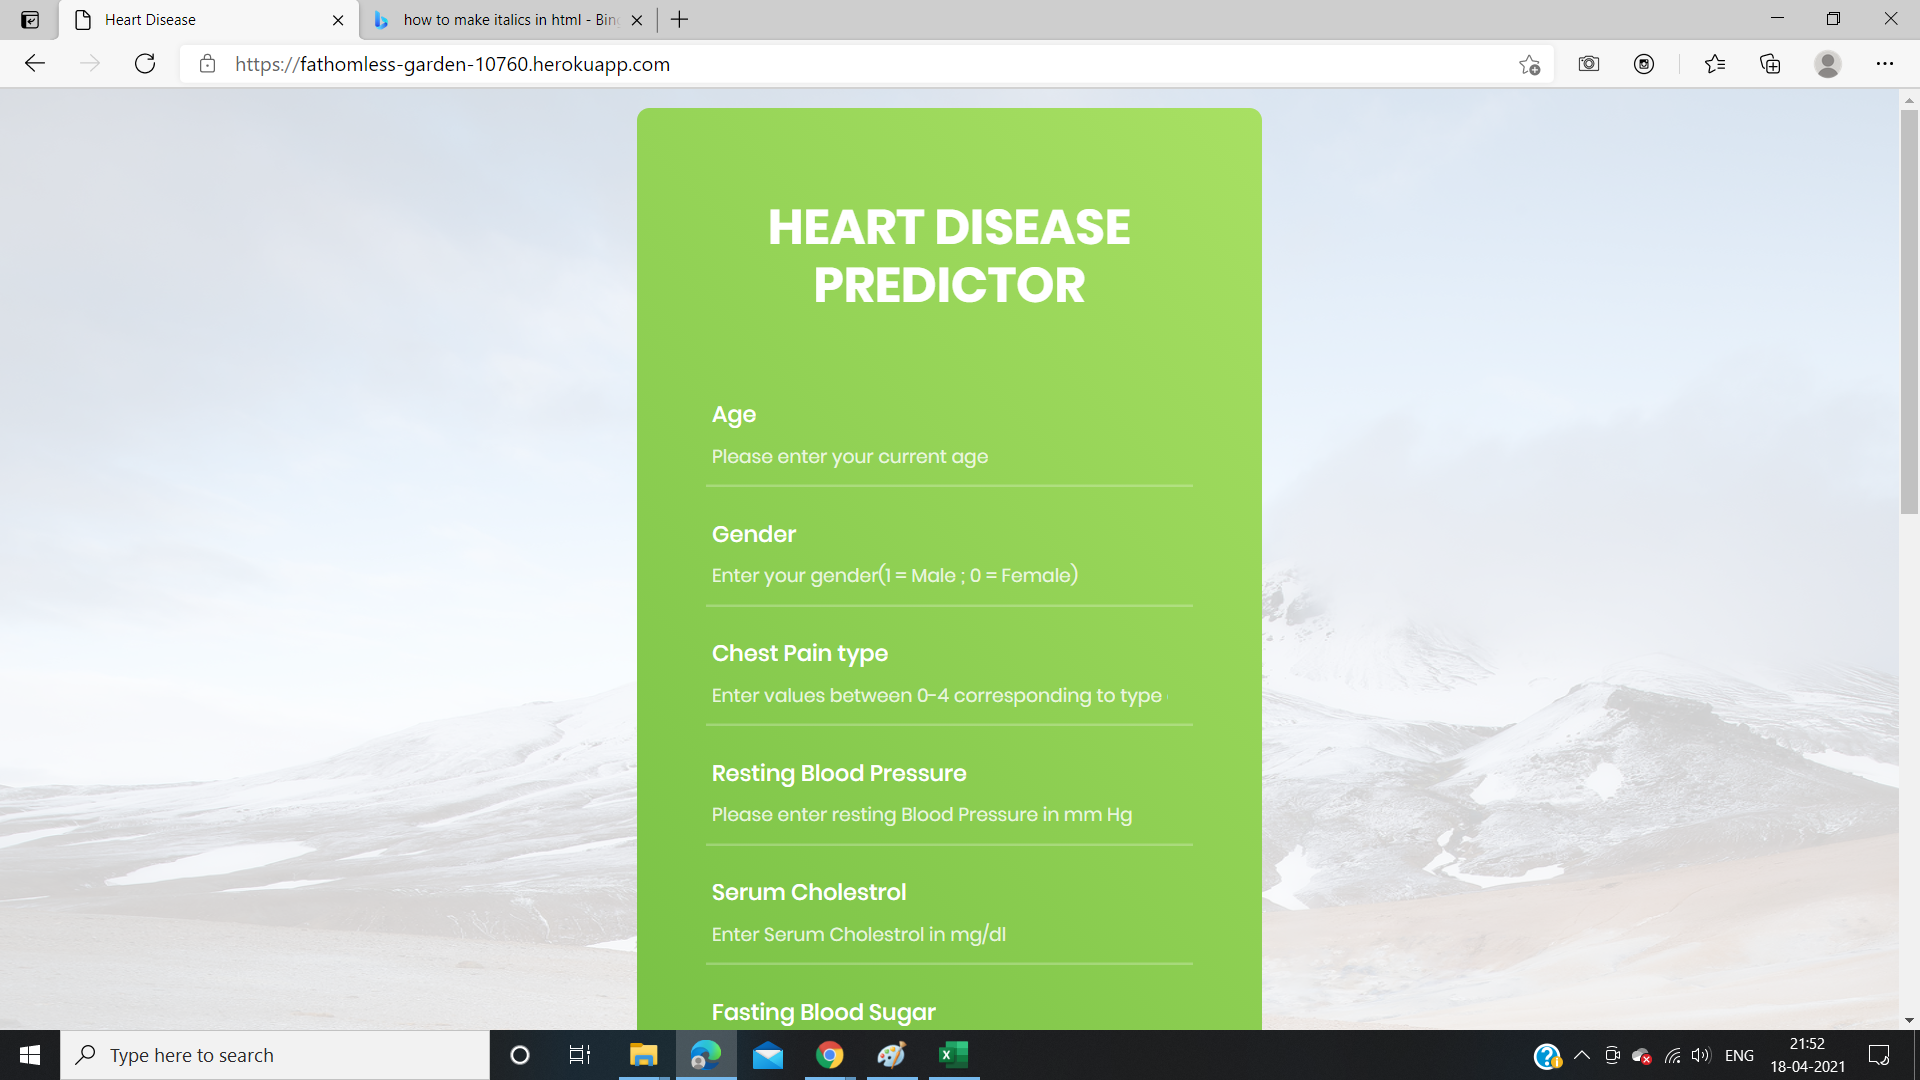 Heart Disease
how to make italics in html - Bin
https://fathomless-garden-10760.herokuapp.com
HEART DISEASE
PREDICTOR
Age
Please enter your current age
Gender
Enter your gender(1 = Male ; 0 = Female)
Chest Pain type
Enter values between 0-4 corresponding to type
Resting Blood Pressure
Please enter resting Blood Pressure in mm Hg
Serum Cholestrol
Enter Serum Cholestrol in mg/dl
Fasting Blood Sugar
Type here to search
ENG
21:52
18-04-2021